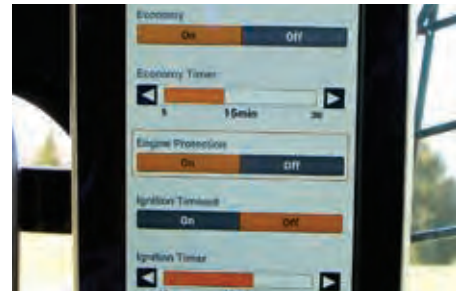 Economy
On Off
Economy Timer
5 15min 30
Engine Protection
On Off
Ignition Timeout
On Off
Ignition Timer